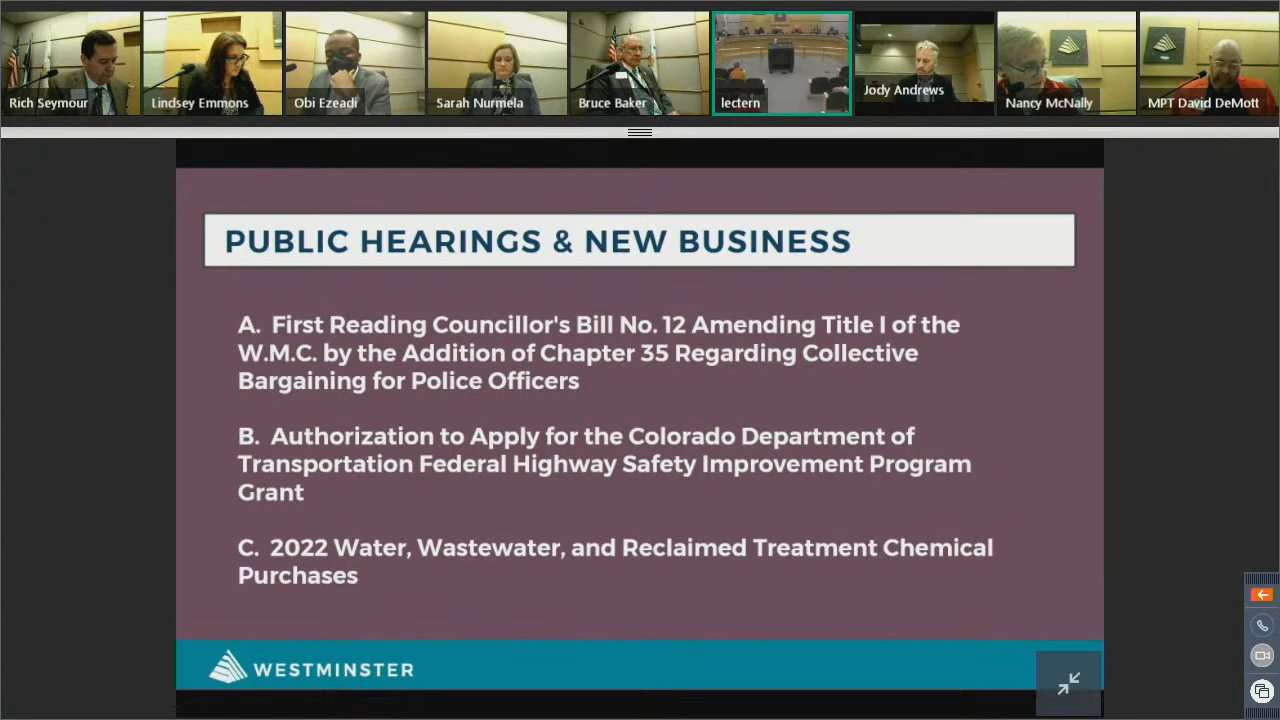 Rich Seymour
Lindsey Emmons
Obi Ezeadi
Sarah Nurmela
Bruce Baker
lectern
Jody Andrews
Nancy McNally
MPT David DeMott
PUBLIC HEARINGS & NEW BUSINESS
A. First Reading Councillor's Bill No. 12 Amending Title I of the
W.M.C. by the Addition of Chapter 35 Regarding Collective
Bargaining for Police Officers
B. Authorization to Apply for the Colorado Department of
Transportation Federal Highway Safety Improvement Program
Grant
C. 2022 Water, Wastewater, and Reclaimed Treatment Chemical
Purchases
WESTMINSTER